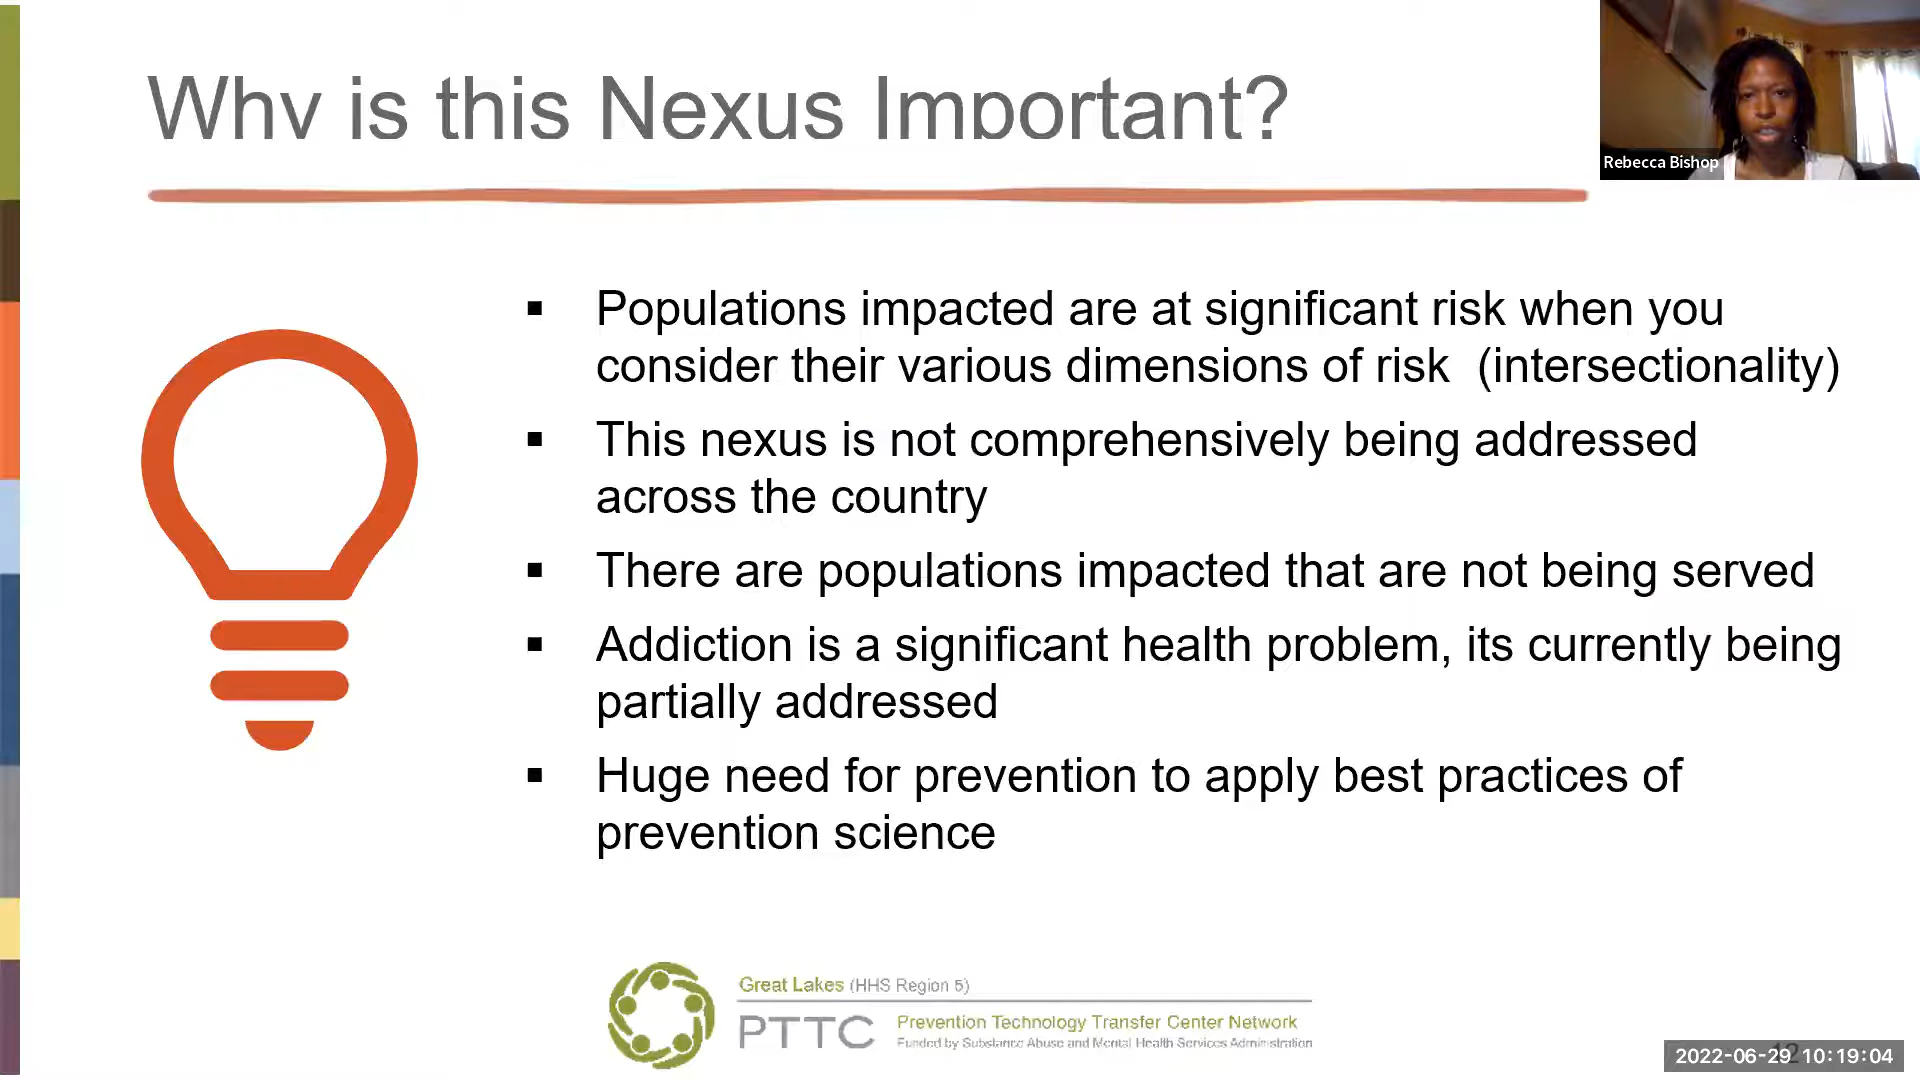 Why is this Nexus Important?
Rebecca Bishop
▪ Populations impacted are at significant risk when you
consider their various dimensions of risk (intersectionality)
▪ This nexus is not comprehensively being addressed
across the country
▪ There are populations impacted that are not being served
▪ Addiction is a significant health problem, its currently being
partially addressed
▪ Huge need for prevention to apply best practices of
prevention science
Great Lakes (HHS Region 5)
PTTC Prevention Technology Transfer Center Network
Funded by Substance Abuse and Mental Health Services Administration
12
2022-06-29 10:19:04